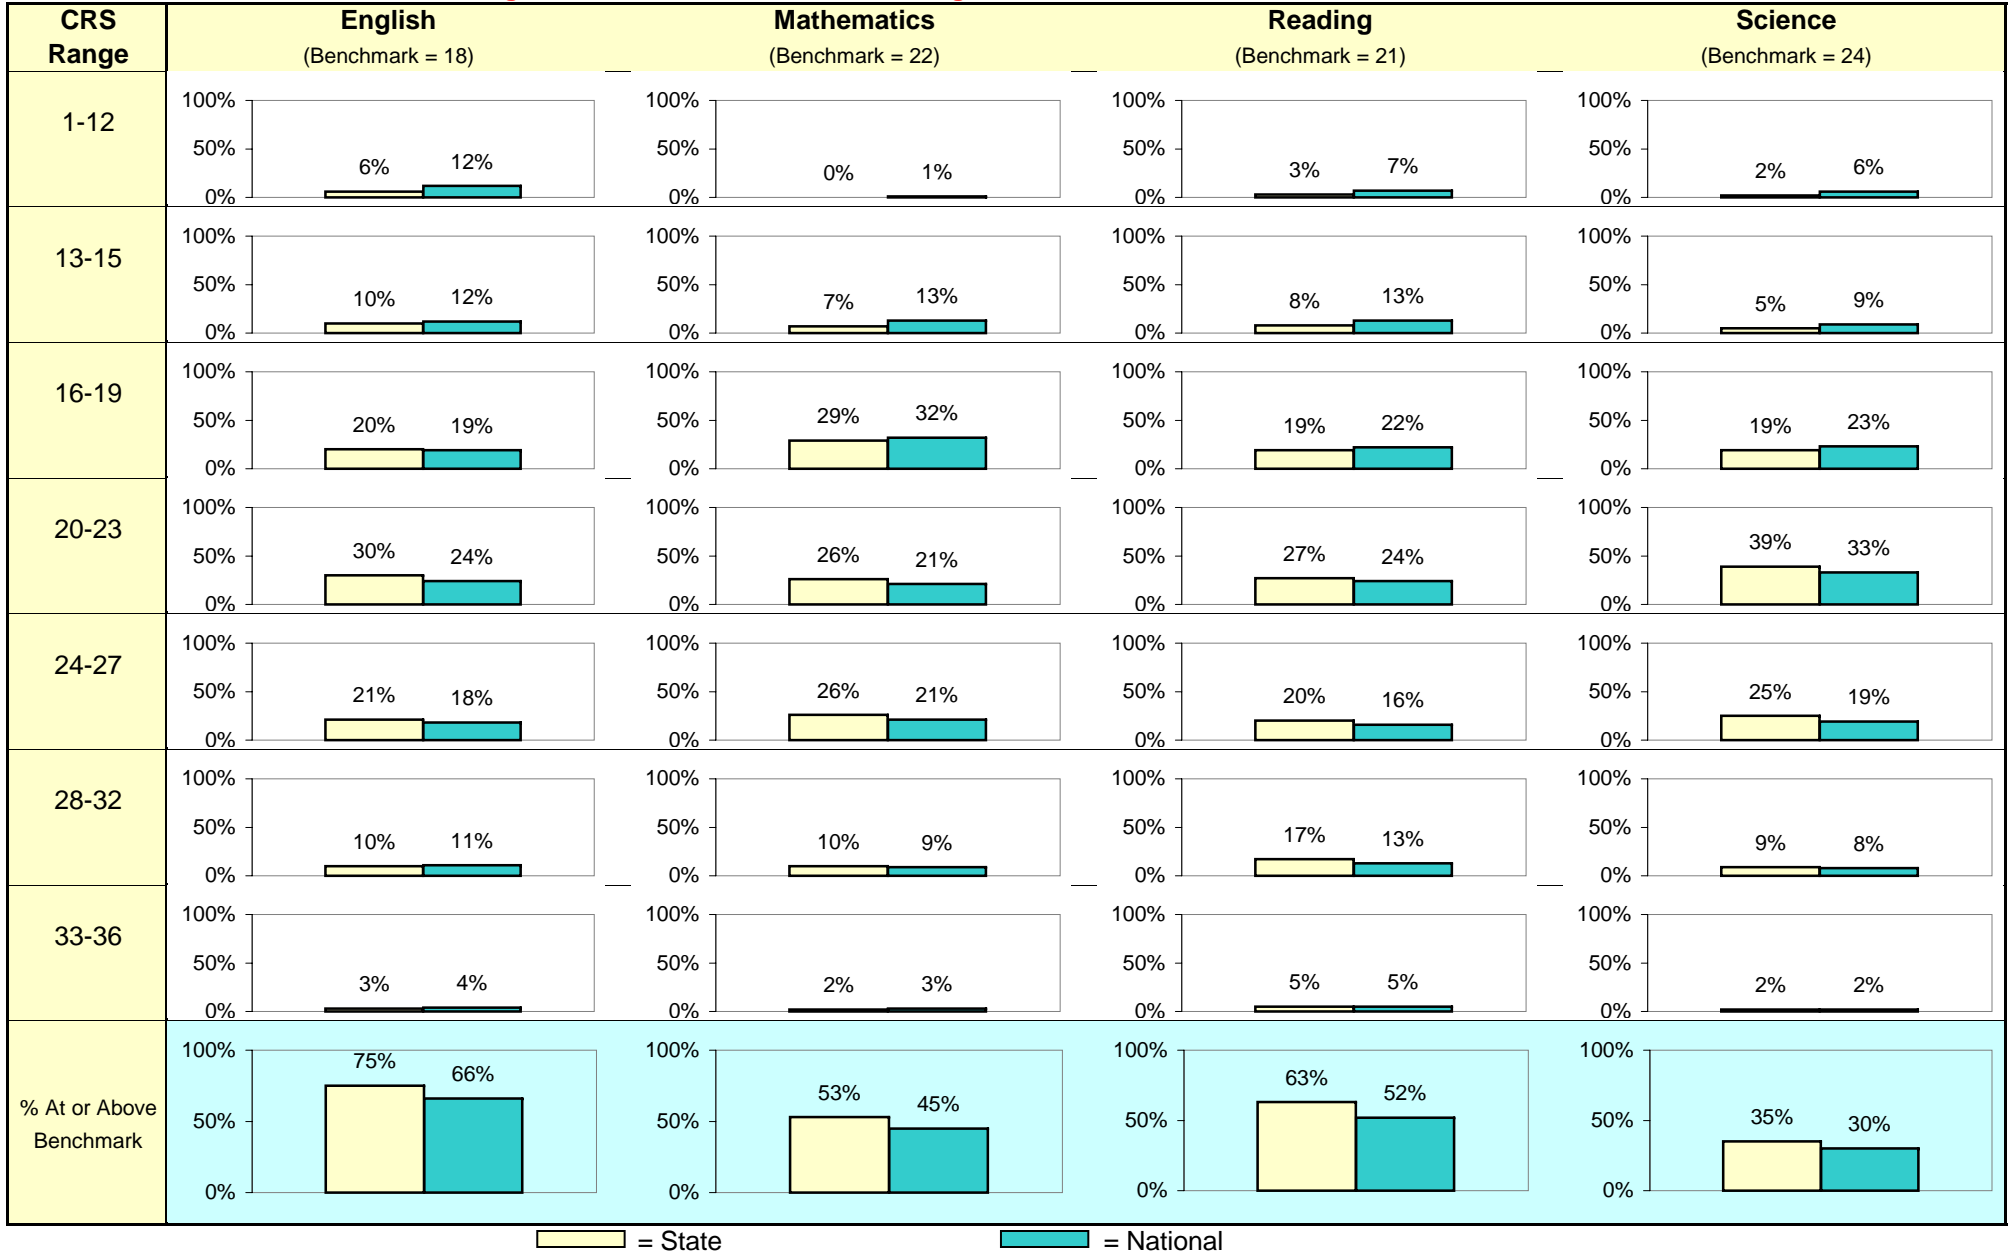 CRS Range English Mathematics Reading Science
(Benchmark = 18) (Benchmark = 22) (Benchmark = 21) (Benchmark = 24)
1-12
100% 100% 100% 100%
50% 6% 12% 50% 0% 1% 50% 3% 7% 50% 2% 6%
0% 0% 0% 0%
13-15
100% 100% 100% 100%
50% 10% 12% 50% 7% 13% 50% 8% 13% 50% 5% 9%
0% 0% 0% 0%
16-19
100% 100% 100% 100%
50% 20% 19% 50% 29% 32% 50% 19% 22% 50% 19% 23%
0% 0% 0% 0%
20-23
100% 100% 100% 100%
50% 30% 24% 50% 26% 21% 50% 27% 24% 50% 39% 33%
0% 0% 0% 0%
24-27
100% 100% 100% 100%
50% 21% 18% 50% 26% 21% 50% 20% 16% 50% 25% 19%
0% 0% 0% 0%
28-32
100% 100% 100% 100%
50% 10% 11% 50% 10% 9% 50% 17% 13% 50% 9% 8%
0% 0% 0% 0%
33-36
100% 100% 100% 100%
50% 3% 4% 50% 2% 3% 50% 5% 5% 50% 2% 2%
0% 0% 0% 0%
% At or Above
Benchmark
100% 75% 66% 100% 53% 45% 100% 63% 52% 100% 35% 30%
50% 50% 50% 50%
0% 0% 0% 0%
= State = National